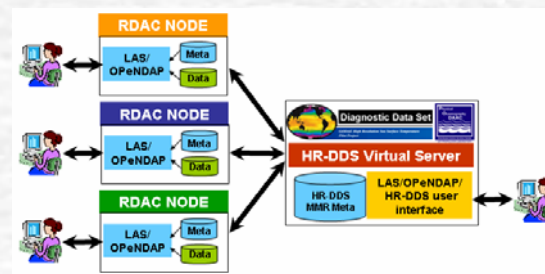 RDAC NODE
LAS/
OPeNDAP
Meta
Data
RDAC NODE
LAS/
OPeNDAP
Meta
Data
RDAC NODE
LAS/
OPeNDAP
Meta
Data
Diagnostic Data Set
HR-DDS Virtual Server
HR-DDS
MMR Meta
LAS/OPeNDAP/
HR-DDS user
interface